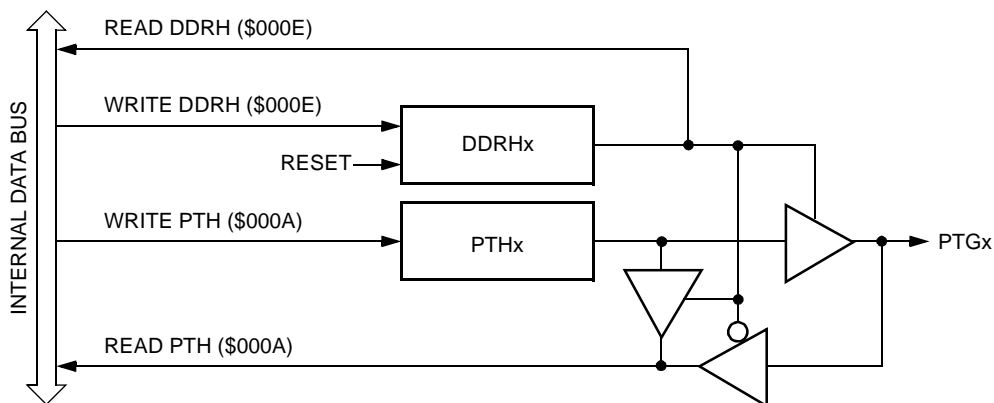 READ DDRH ($000E)
WRITE DDRH ($000E)
DDRHx
RESET
WRITE PTH ($000A)
PTHx
PTGx
READ PTH ($000A)
INTERNAL DATA BUS